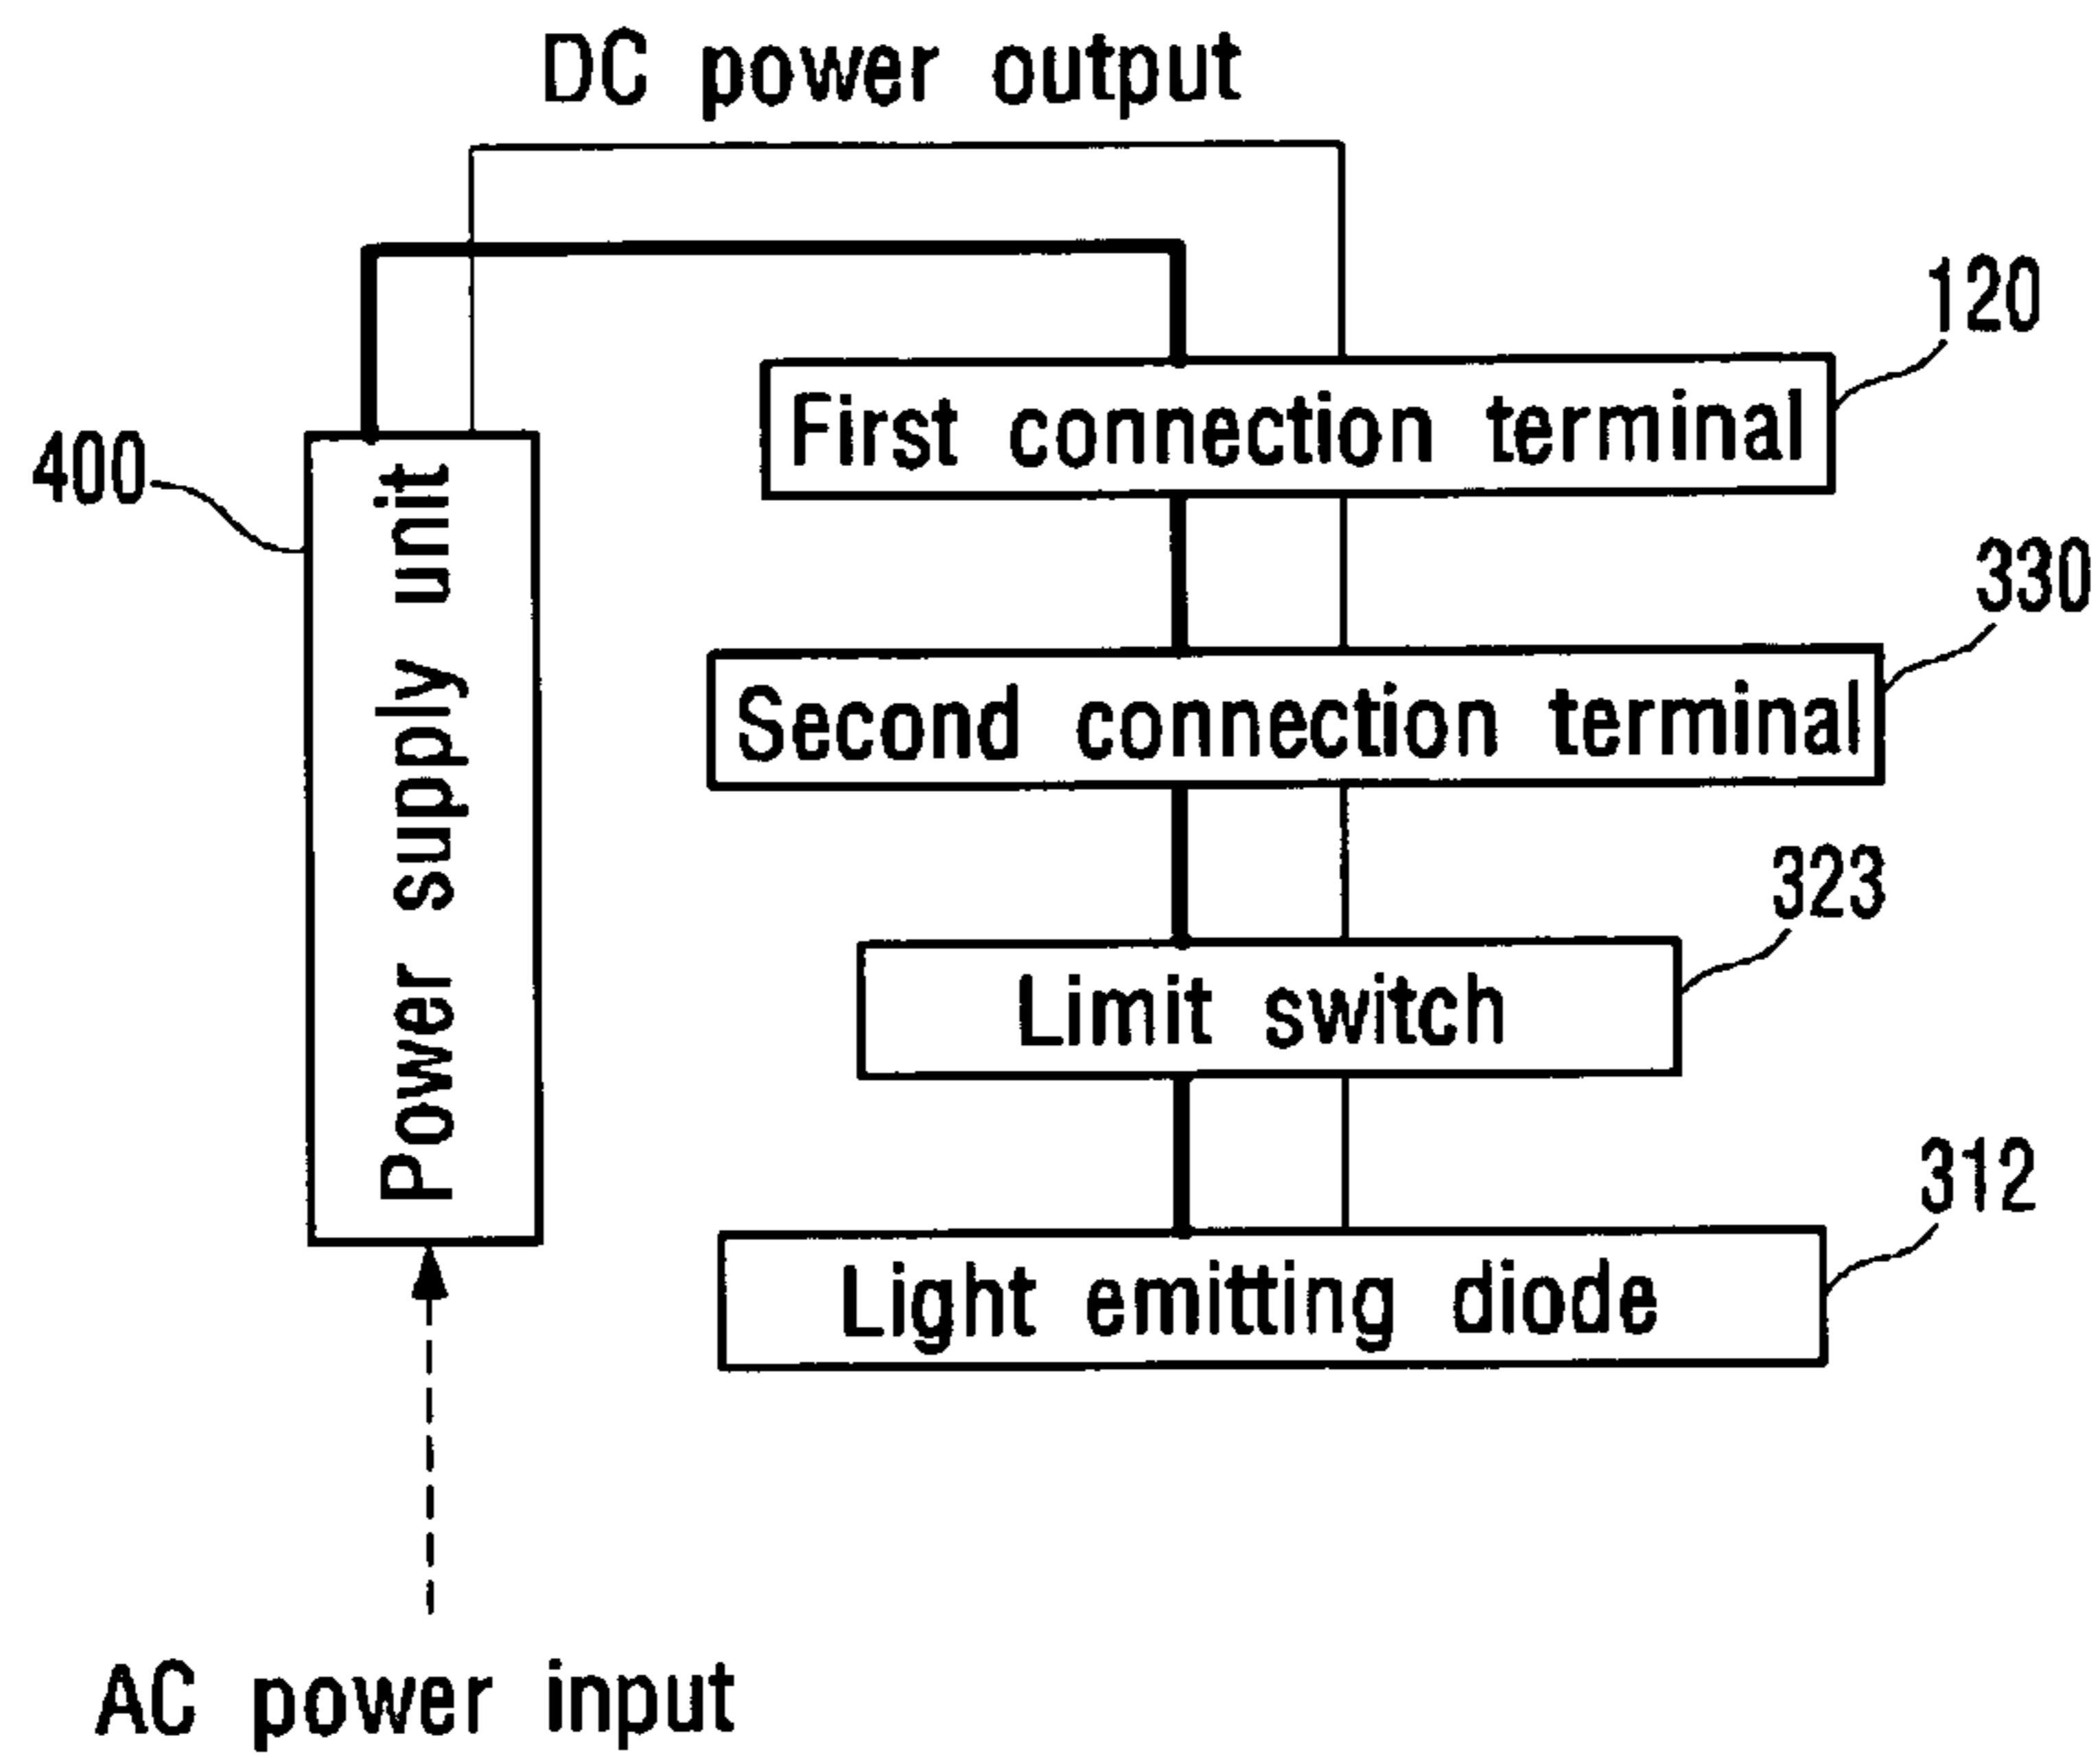 DC power output
120
First connection terminal
400
Power supply unit
330
Second connection terminal
323
Limit switch
312
Light emitting diode
AC power input